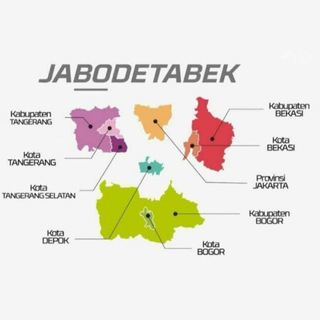 JABODETABEK
Kabupaten
TANGERANG
Kota
TANGERANG
Kota
TANGERANG SELATAN
Kota
DEPOK
Kabupaten
BEKASI
Kota
BEKASI
Provinsi
JAKARTA
Kabupaten
BOGOR
Kota
BOGOR